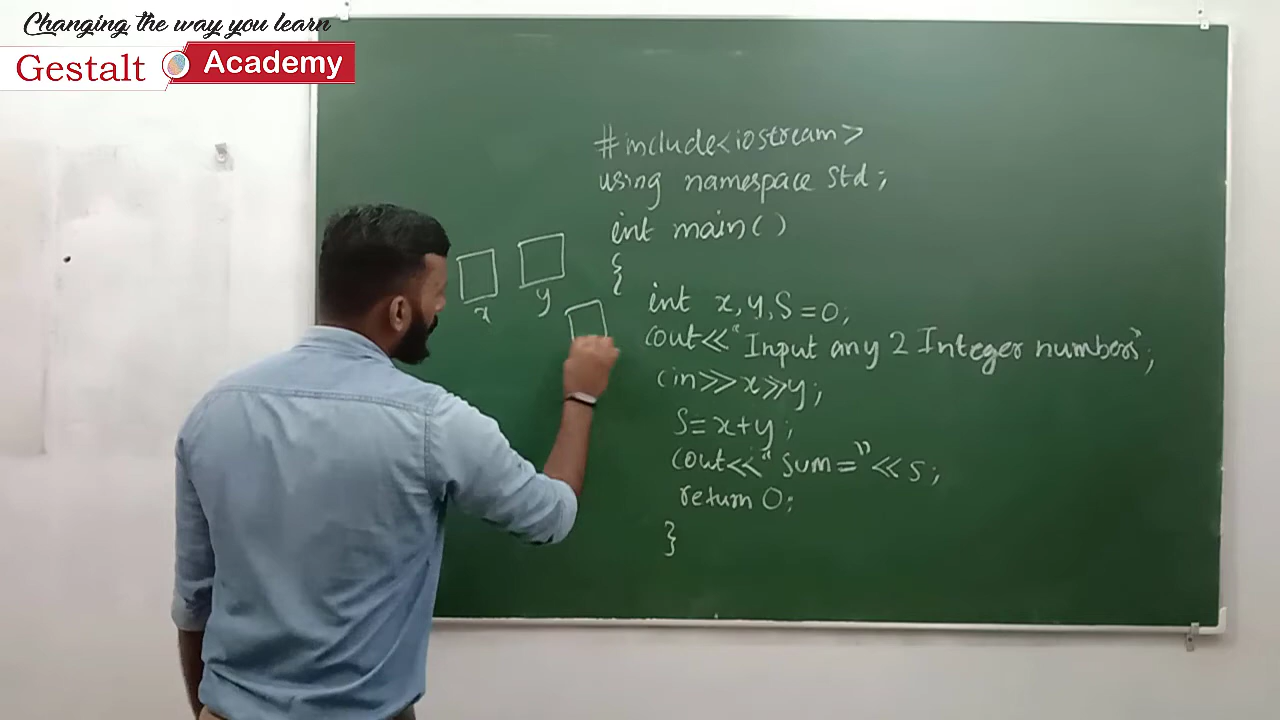 Changing the way you learn
Gestalt Academy
#include<iostream>
using namespace std;
int main()
{
int x,y,S=0;
cout<<"Input any 2 Integer numbers";
cin>>x>>y;
S=x+y;
cout<<"sum="<<s;
return 0;
}
x
y